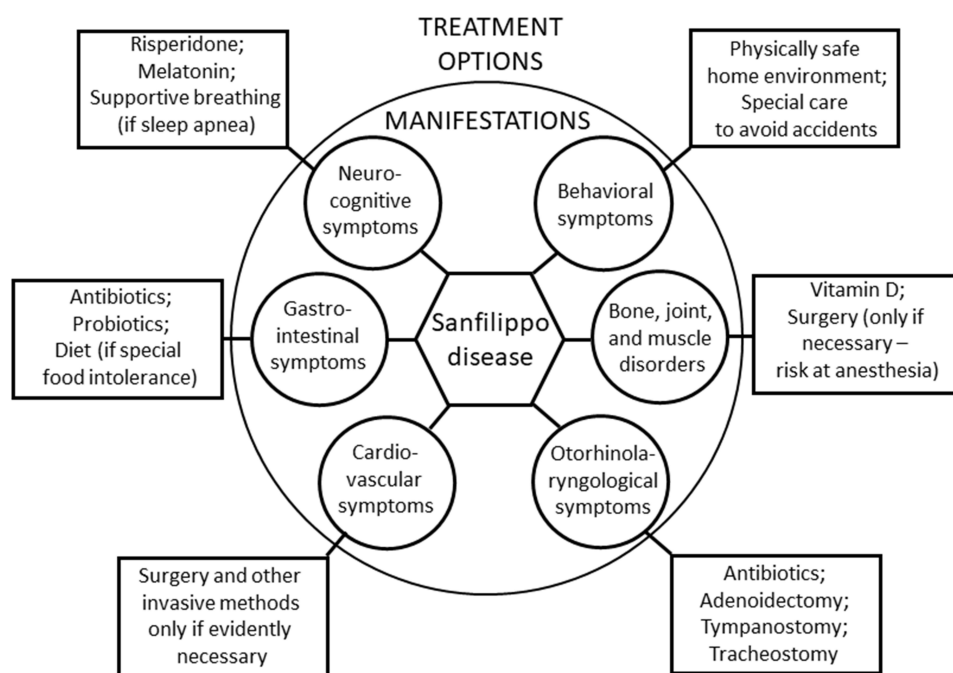 TREATMENT
OPTIONS
MANIFESTATIONS
Risperidone;
Melatonin;
Supportive breathing
(if sleep apnea)
Physically safe
home environment;
Special care
to avoid accidents
Neuro-
cognitive
symptoms
Behavioral
symptoms
Antibiotics;
Probiotics;
Diet (if special
food intolerance)
Gastro-
intestinal
symptoms
Sanfilippo
disease
Bone, joint,
and muscle
disorders
Vitamin D;
Surgery (only if
necessary –
risk at anesthesia)
Cardio-
vascular
symptoms
Otorhinola-
ryngological
symptoms
Surgery and other
invasive methods
only if evidently
necessary
Antibiotics;
Adenoidectomy;
Tympanostomy;
Tracheostomy